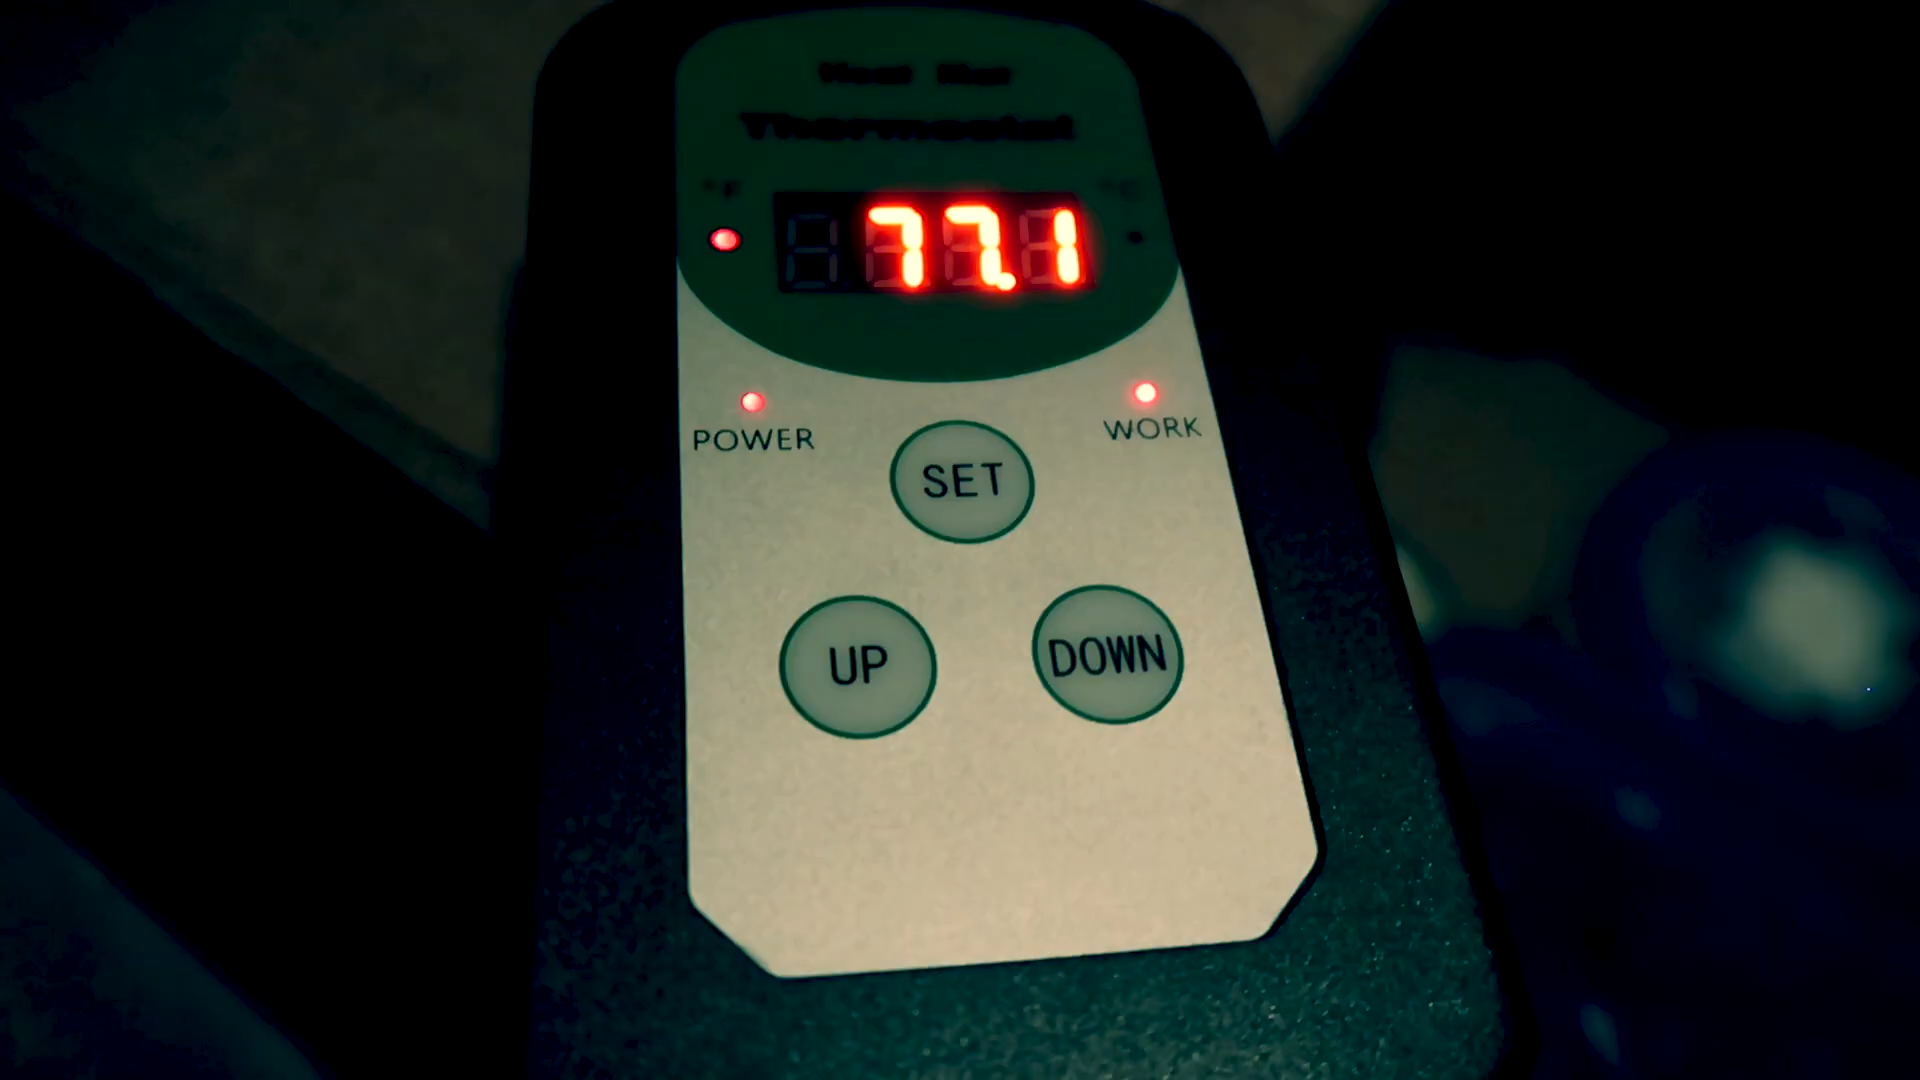 Thermostat
°F °C
77.1
POWER WORK
SET
UP DOWN